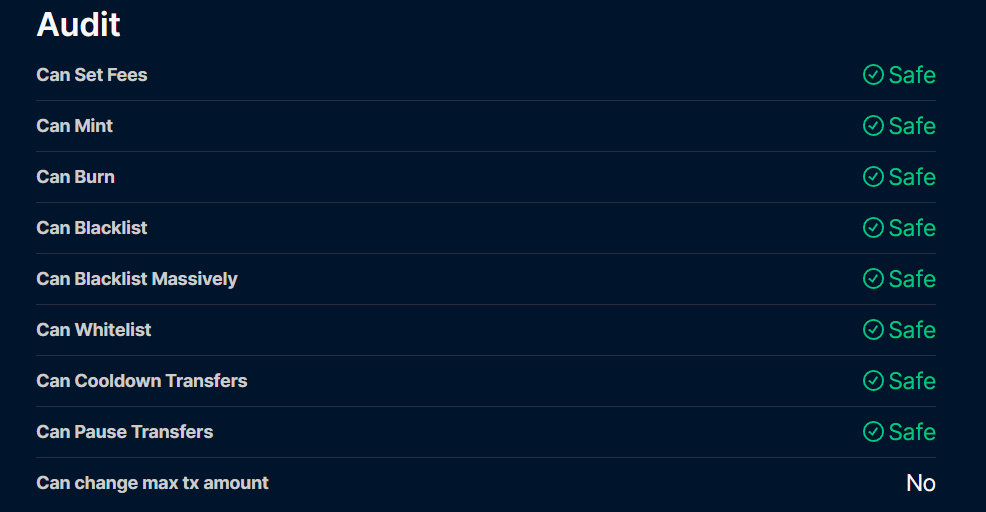 Audit
Can Set Fees Safe
Can Mint Safe
Can Burn Safe
Can Blacklist Safe
Can Blacklist Massively Safe
Can Whitelist Safe
Can Cooldown Transfers Safe
Can Pause Transfers Safe
Can change max tx amount No